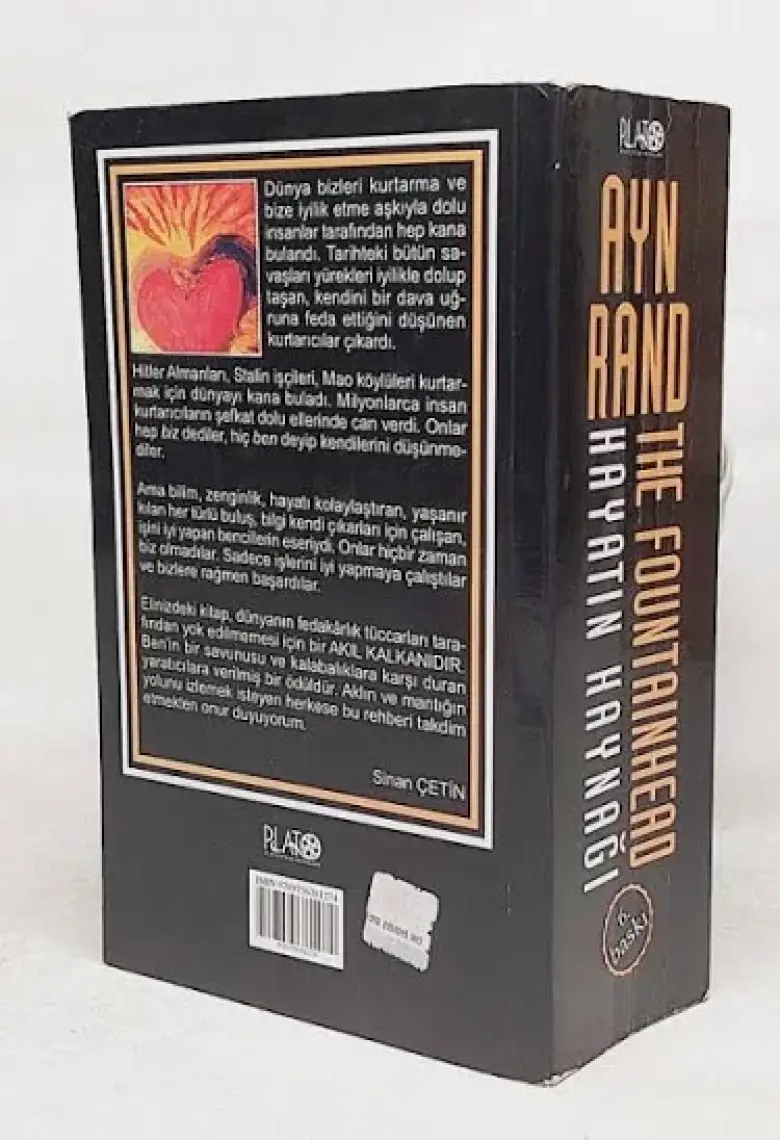 Dünya bizleri kurtarma ve
bize iyilik etme aşkıyla dolu
insanlar tarafından hep kana
bulandı. Tarihteki bütün sa-
vaşları yürekleri iyilikle dolup
taşan, kendini bir dava uğ-
runa feda ettiğini düşünen
kurtarıcılar çıkardı.
Hitler Almanları, Stalin işçileri, Mao köylüleri kurtar-
mak için dünyayı kana buladı. Milyonlarca insan
kurtarıcıların şefkat dolu ellerinde can verdi. Onlar
hep biz dediler, hiç ben deyip kendilerini düşünme-
diler.
Ama bilim, zenginlik, hayatı kolaylaştıran, yaşanır
kılan her türlü buluş, bilgi kendi çıkarları için çalışan,
işini iyi yapan bencillerin eseriydi. Onlar hiçbir zaman
biz olmadılar. Sadece işlerini iyi yapmaya çalıştılar
ve bizlere rağmen başardılar.
Elinizdeki kitap, dünyanın fedakârlık tüccarları tara-
fından yok edilmemesi için bir AKIL KALKANIDIR.
Ben'in bir savunusu ve kalabalıklara karşı duran
yaratıcılara verilmiş bir ödüldür. Aklın ve mantığın
yolunu izlemek isteyen herkese bu rehberi takdim
etmekten onur duyuyorum.
Sinan ÇETİN
PLATO
ISBN
PLATO
AYN
RAND
THE FOUNTAINHEAD
HAYATIN KAYNAĞI
6.
baskı